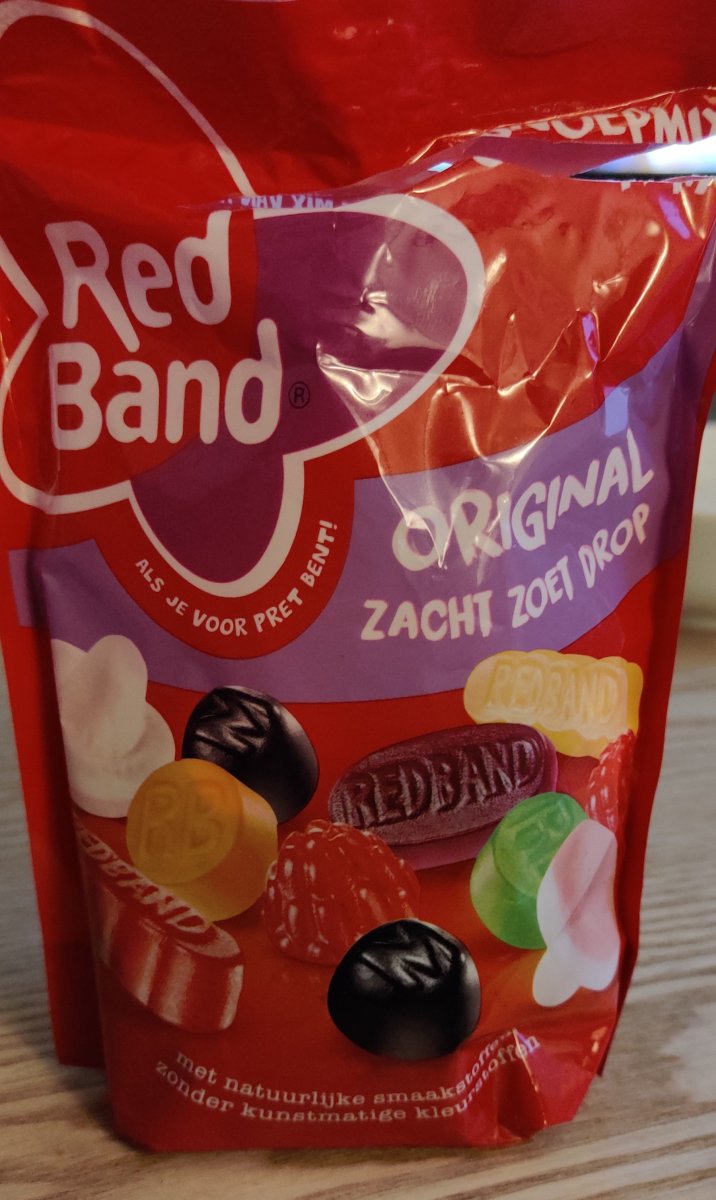 Red
Band
®
ORIGINAL
ZACHT ZOET DROP
ALS JE VOOR PRET BENT!
REDBAND
RB
REDBAND
REDBAND
met natuurlijke smaakstoffen
zonder kunstmatige kleurstoffen